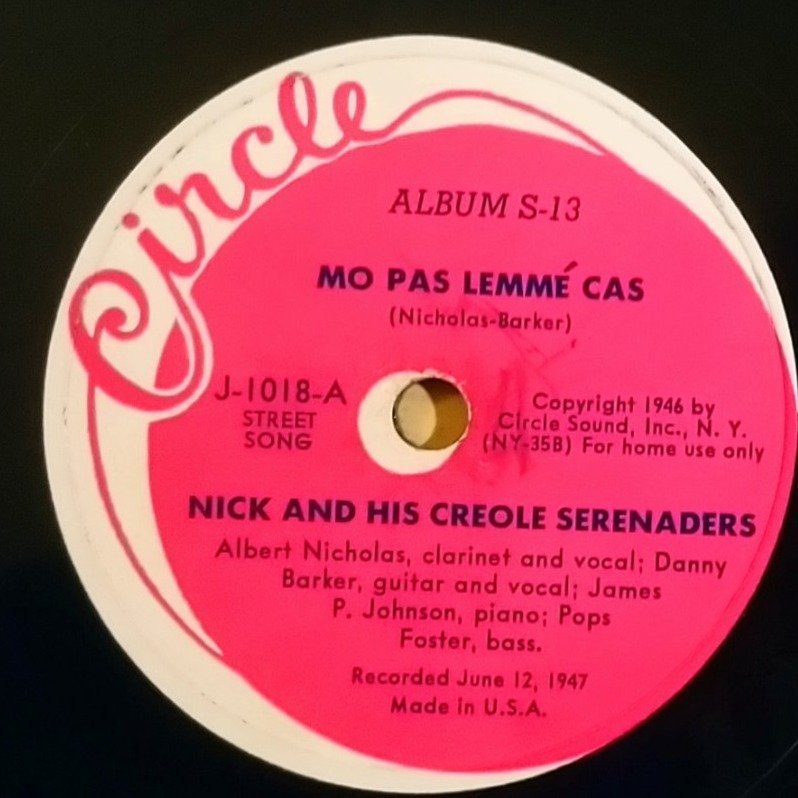 Circle
ALBUM S-13
MO PAS LEMMÉ CAS
(Nicholas-Barker)
J-1018-A
STREET
SONG
Copyright 1946 by
Circle Sound, Inc., N. Y.
(NY-35B) For home use only
NICK AND HIS CREOLE SERENADERS
Albert Nicholas, clarinet and vocal; Danny
Barker, guitar and vocal; James
P. Johnson, piano; Pops
Foster, bass.
Recorded June 12, 1947
Made in U.S.A.